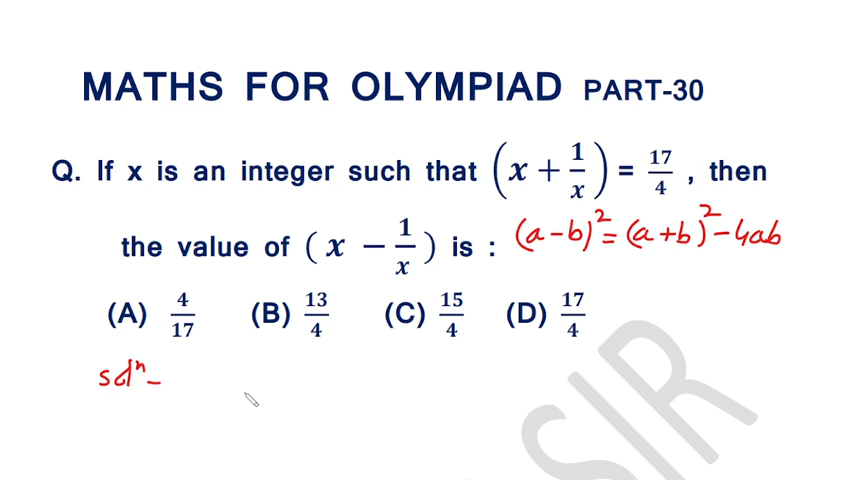 MATHS FOR OLYMPIAD PART-30
Q. If x is an integer such that (x + 1/x) = 17/4 , then
the value of (x − 1/x) is : (a-b)² = (a+b)² - 4ab
(A) 4/17 (B) 13/4 (C) 15/4 (D) 17/4
solⁿ -
SIR